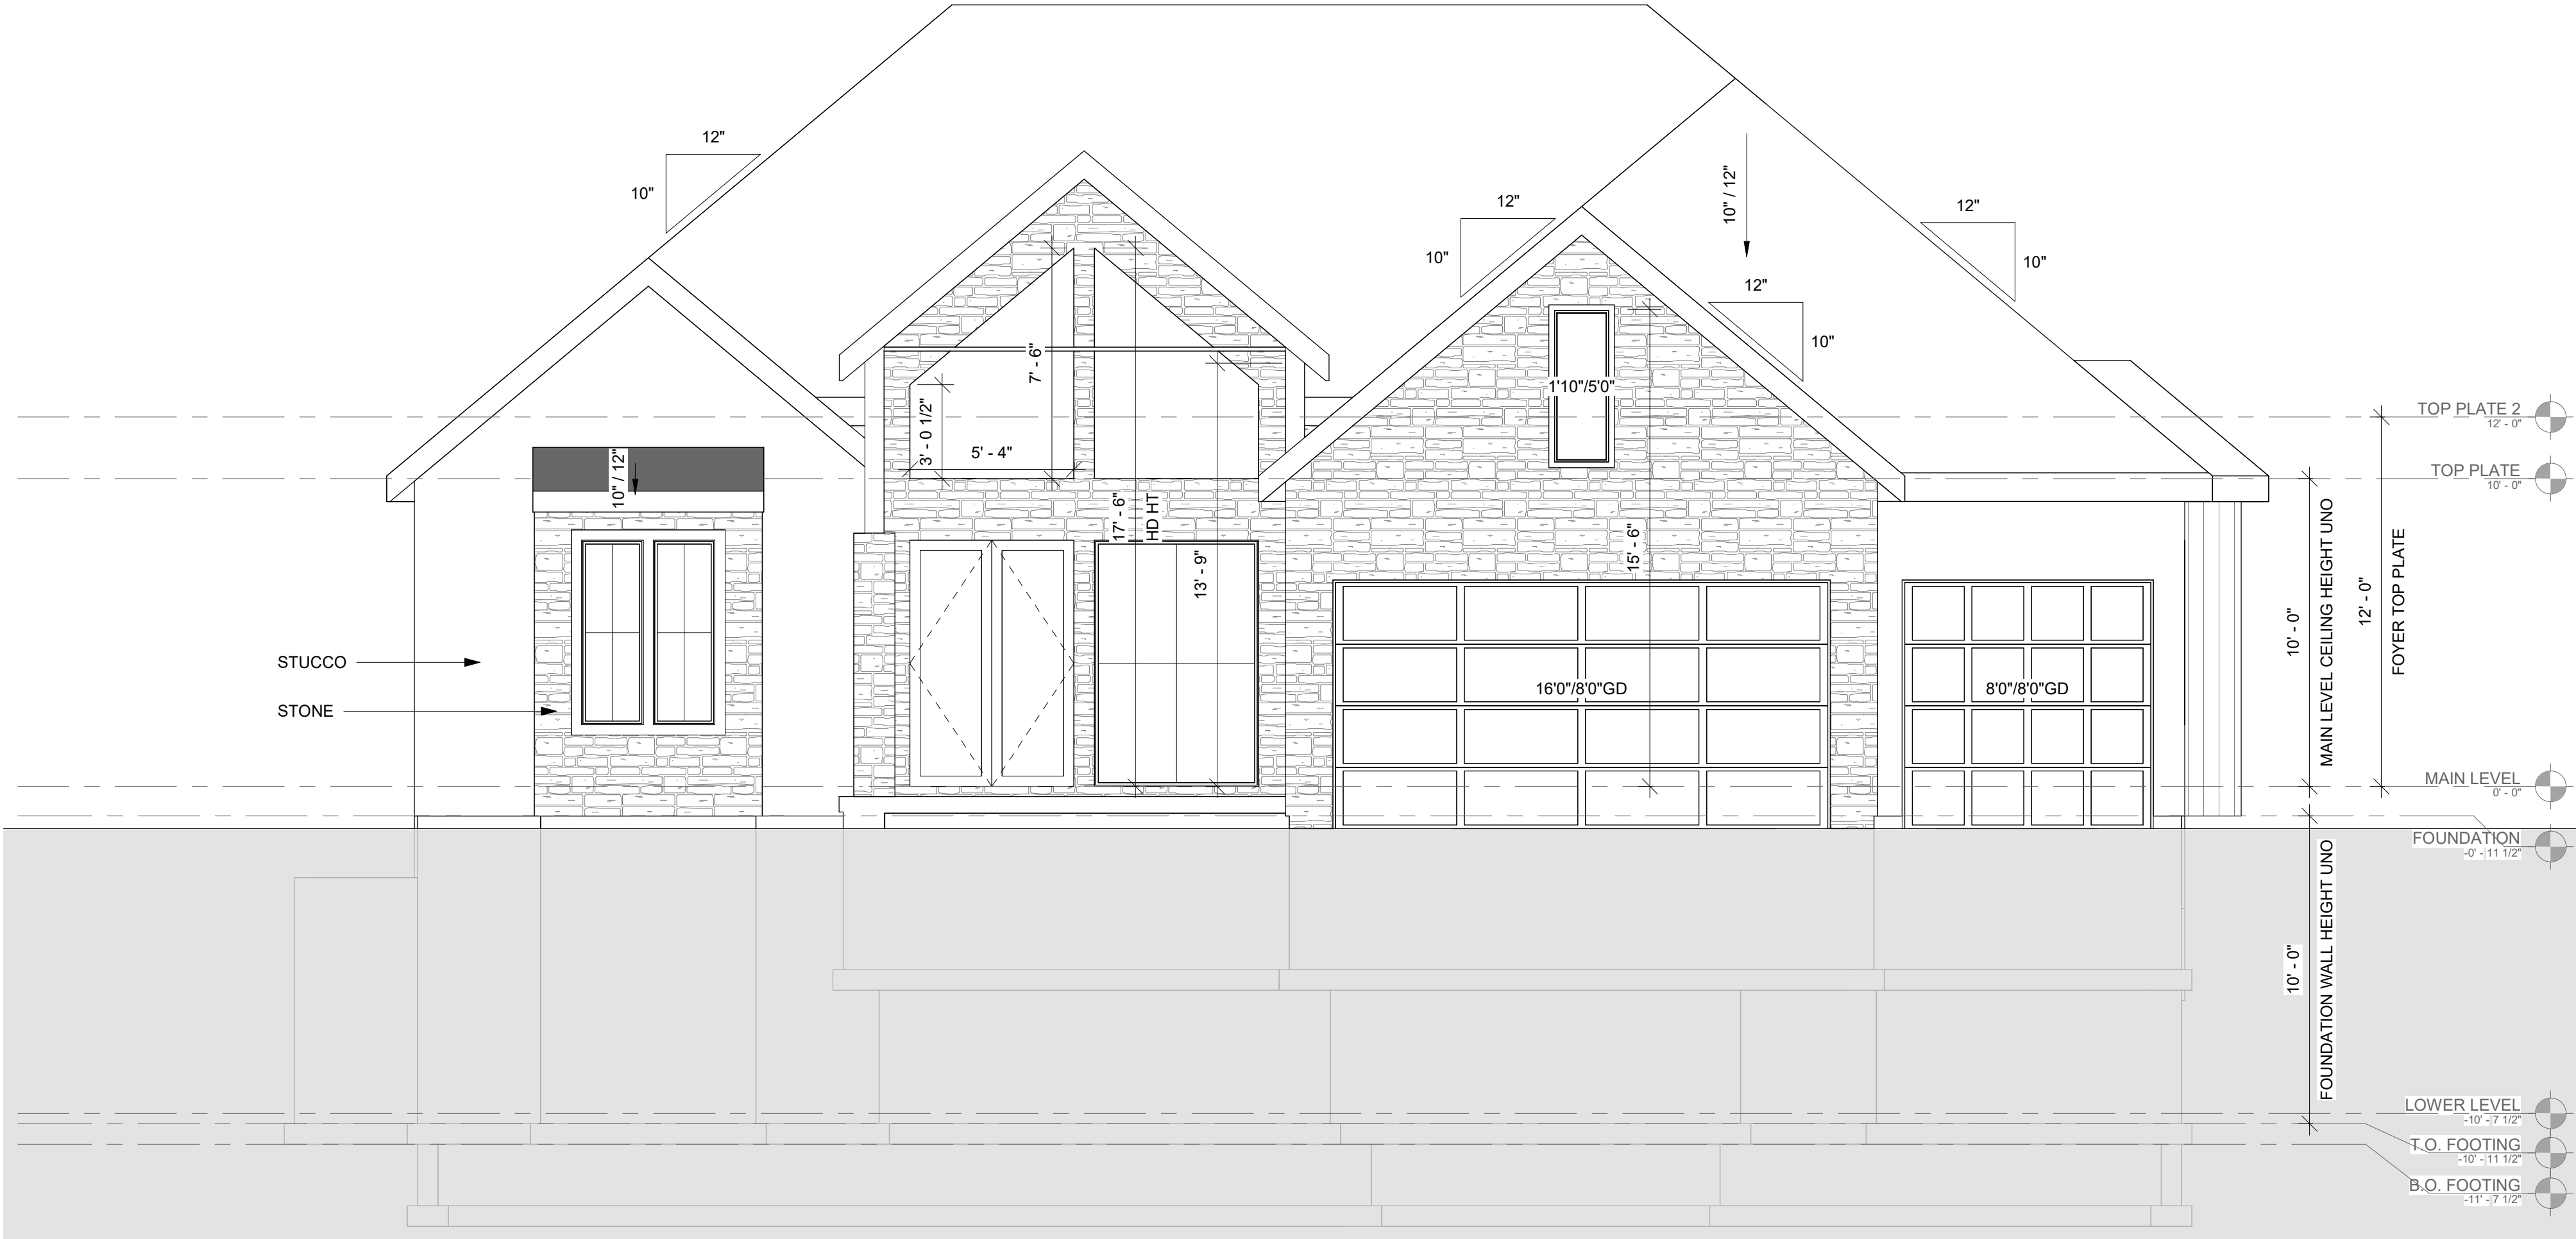 12"
10"
12"
10"
10" / 12"
12"
10"
12"
10"
7' - 6"
3' - 0 1/2"
5' - 4"
17' - 6"
HD HT
13' - 9"
1'10"/5'0"
15' - 6"
10" / 12"
STUCCO
STONE
16'0"/8'0"GD
8'0"/8'0"GD
10' - 0"
MAIN LEVEL CEILING HEIGHT UNO
12' - 0"
FOYER TOP PLATE
10' - 0"
FOUNDATION WALL HEIGHT UNO
TOP PLATE 2
12' - 0"
TOP PLATE
10' - 0"
MAIN LEVEL
0' - 0"
FOUNDATION
-0' - 11 1/2"
LOWER LEVEL
-10' - 7 1/2"
T.O. FOOTING
-10' - 11 1/2"
B.O. FOOTING
-11' - 7 1/2"